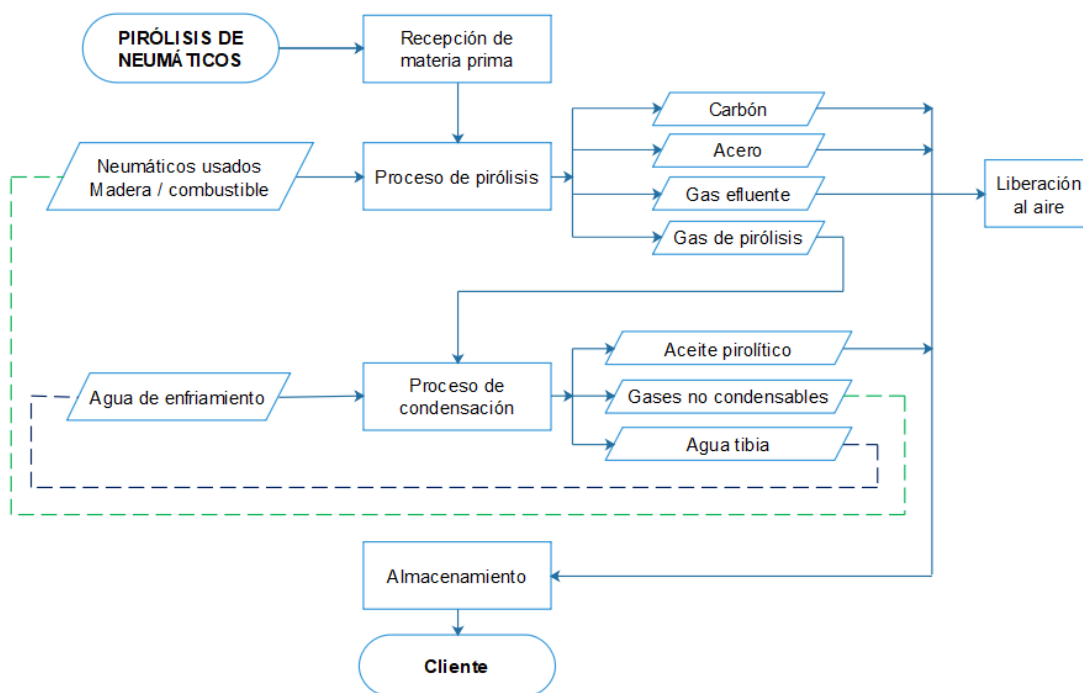 PIRÓLISIS DE
NEUMÁTICOS
Recepción de
materia prima
Carbón
Neumáticos usados
Madera / combustible
Proceso de pirólisis
Acero
Gas efluente
Liberación
al aire
Gas de pirólisis
Agua de enfriamiento
Proceso de
condensación
Aceite pirolítico
Gases no condensables
Agua tibia
Almacenamiento
Cliente